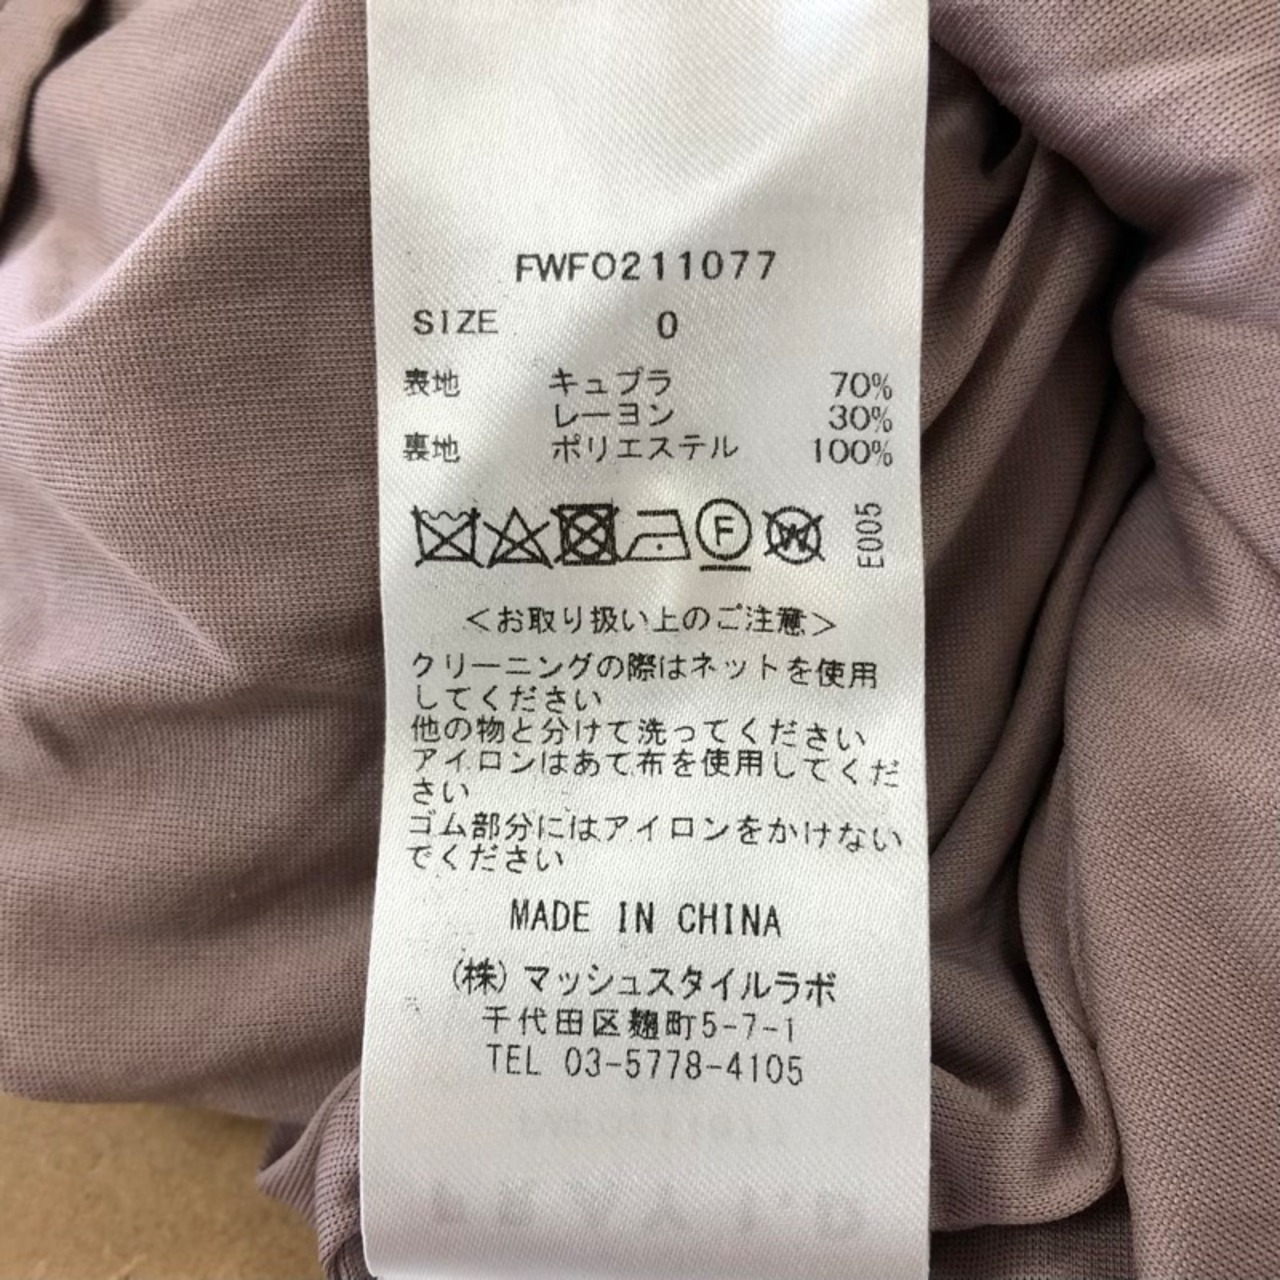 FWFO211077
SIZE 0
表地 キュプラ 70%
レーヨン 30%
裏地 ポリエステル 100%
F W E005
<お取り扱い上のご注意>
クリーニングの際はネットを使用
してください
他の物と分けて洗ってください
アイロンはあて布を使用してくだ
さい
ゴム部分にはアイロンをかけない
でください
MADE IN CHINA
(株)マッシュスタイルラボ
千代田区麹町5-7-1
TEL 03-5778-4105